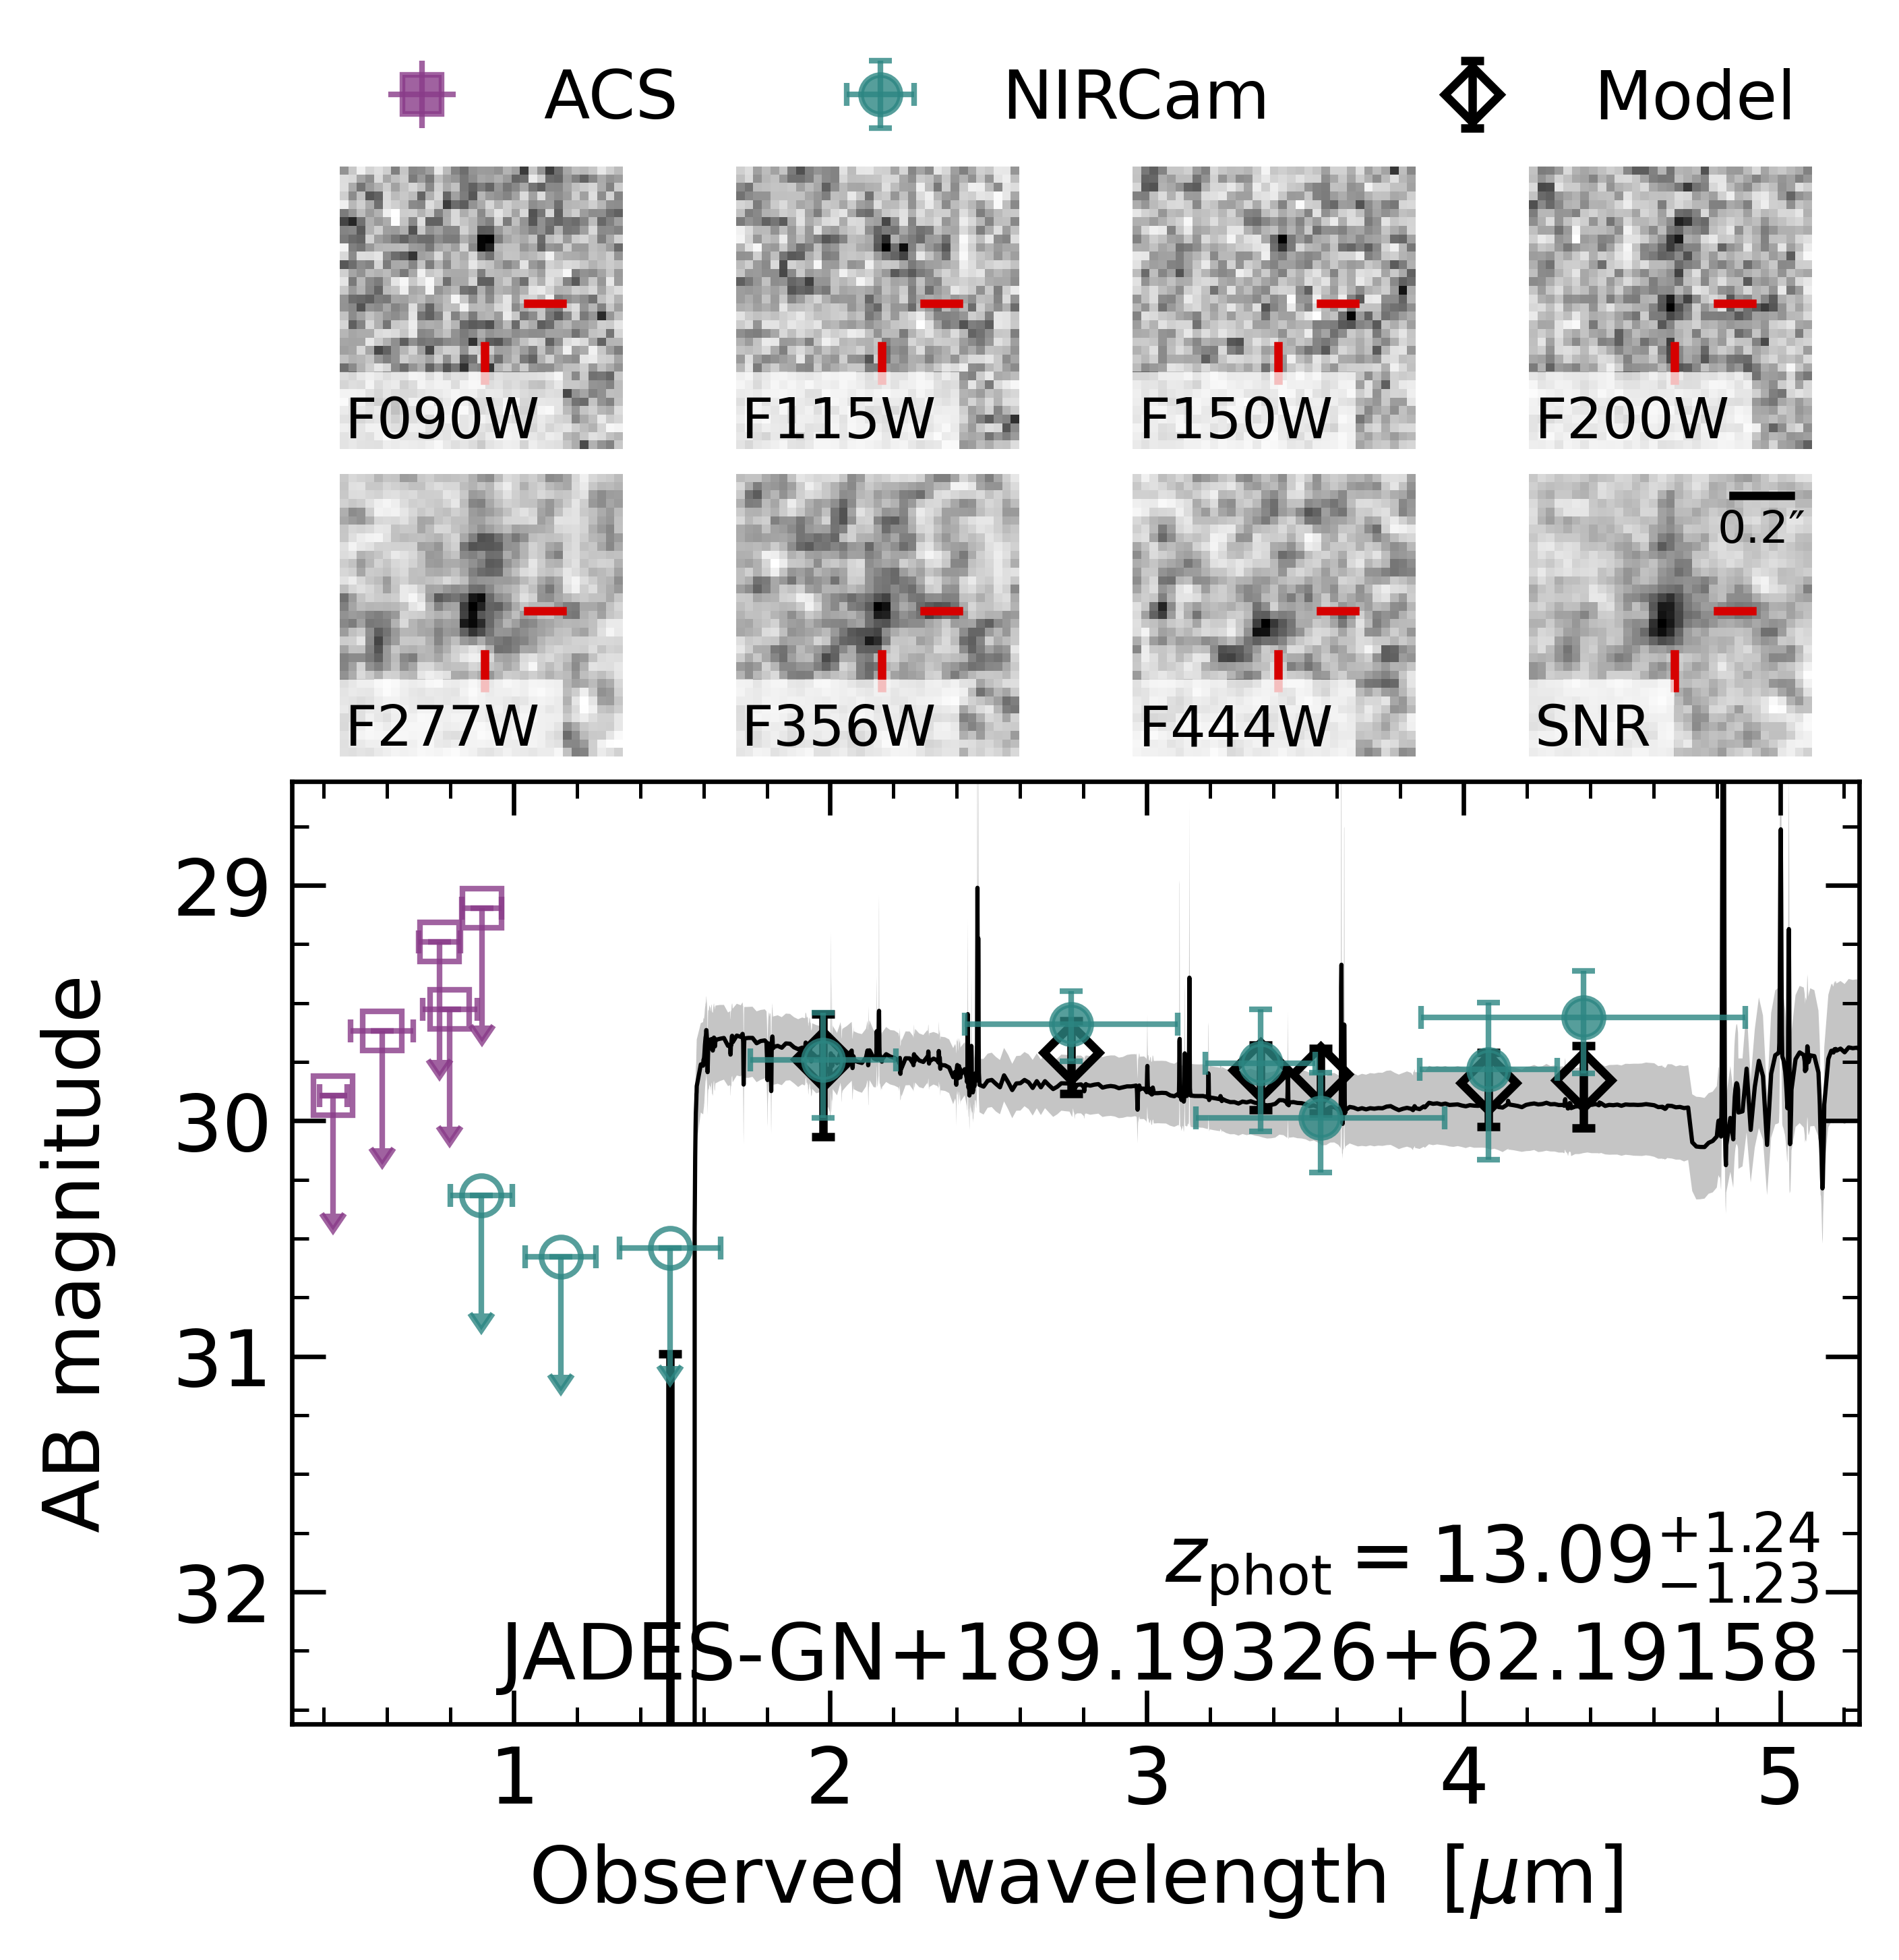 ACS NIRCam Model
F090W F115W F150W F200W
0.2″
F277W F356W F444W SNR
29
30
31
32
AB magnitude
z_phot = 13.09 +1.24 −1.23
JADES-GN+189.19326+62.19158
1 2 3 4 5
Observed wavelength [μm]